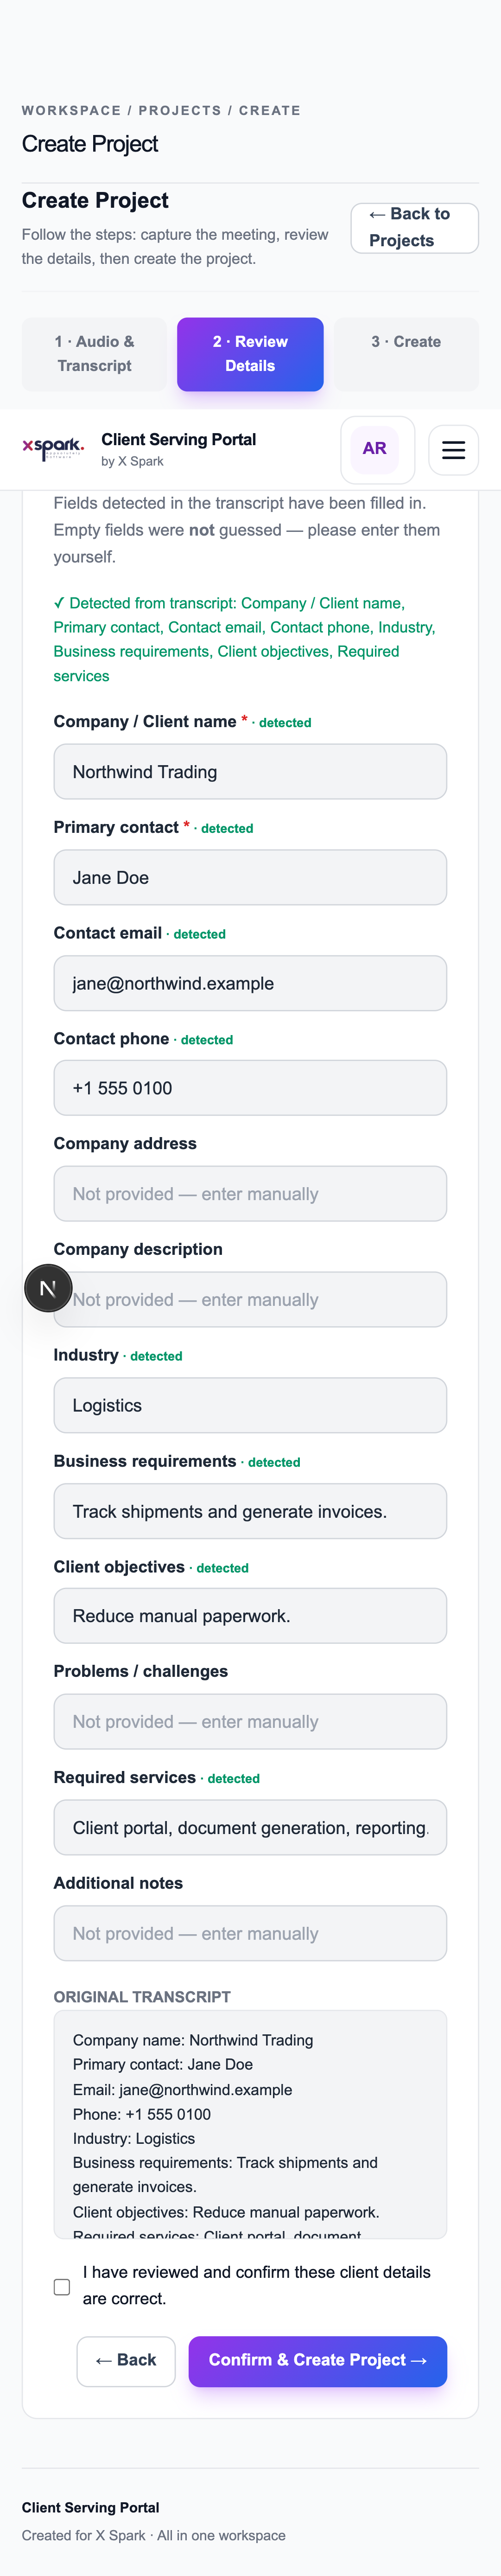 WORKSPACE / PROJECTS / CREATE
Create Project
Create Project
Follow the steps: capture the meeting, review
the details, then create the project.
← Back to
Projects
1 · Audio &
Transcript
2 · Review
Details
3 · Create
xspark.
Client Serving Portal
by X Spark
AR
Fields detected in the transcript have been filled in.
Empty fields were not guessed — please enter them
yourself.
✓ Detected from transcript: Company / Client name,
Primary contact, Contact email, Contact phone, Industry,
Business requirements, Client objectives, Required
services
Company / Client name * · detected
Northwind Trading
Primary contact * · detected
Jane Doe
Contact email · detected
jane@northwind.example
Contact phone · detected
+1 555 0100
Company address
Not provided — enter manually
Company description
N
Not provided — enter manually
Industry · detected
Logistics
Business requirements · detected
Track shipments and generate invoices.
Client objectives · detected
Reduce manual paperwork.
Problems / challenges
Not provided — enter manually
Required services · detected
Client portal, document generation, reporting.
Additional notes
Not provided — enter manually
ORIGINAL TRANSCRIPT
Company name: Northwind Trading
Primary contact: Jane Doe
Email: jane@northwind.example
Phone: +1 555 0100
Industry: Logistics
Business requirements: Track shipments and
generate invoices.
Client objectives: Reduce manual paperwork.
Required services: Client portal, document
I have reviewed and confirm these client details
are correct.
← Back
Confirm & Create Project →
Client Serving Portal
Created for X Spark · All in one workspace